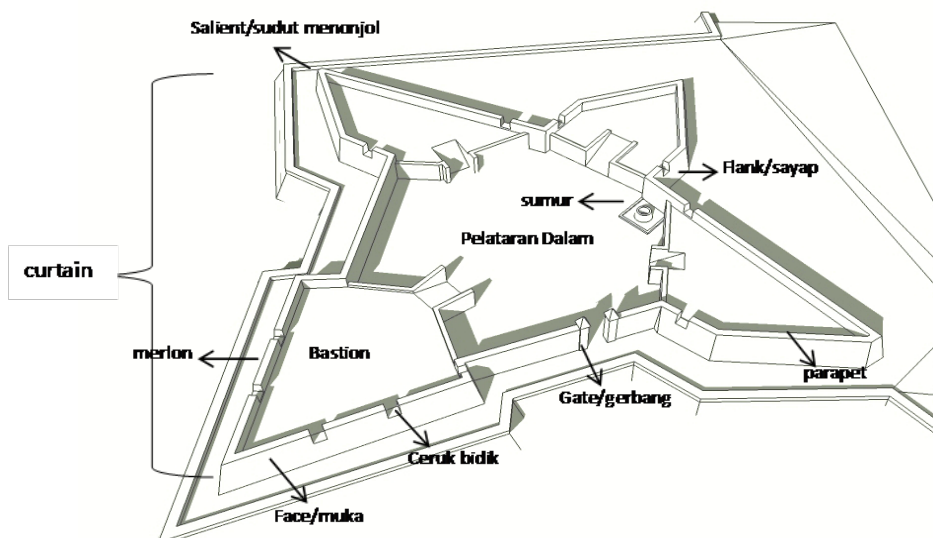 Salient/sudut menonjol
Flank/sayap
sumur
Pelataran Dalam
curtain
merlon
Bastion
parapet
Gate/gerbang
Ceruk bidik
Face/muka